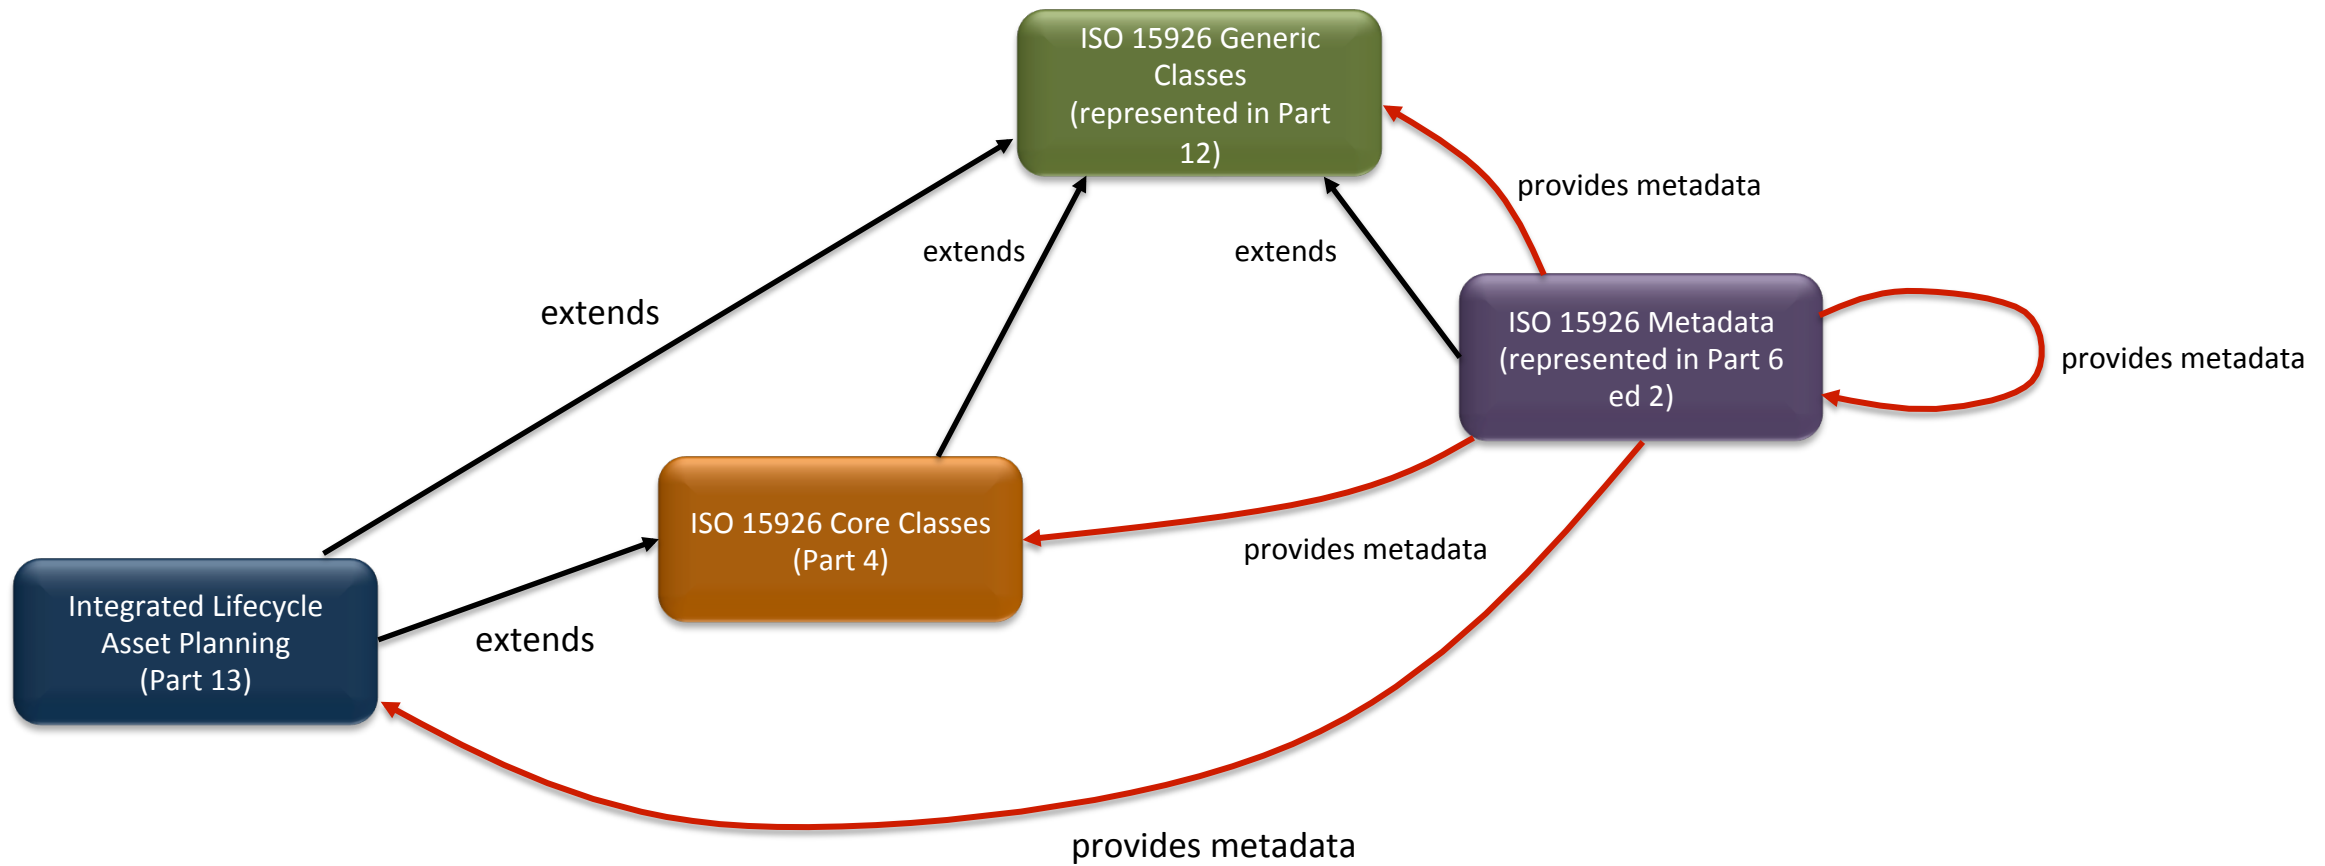 ISO 15926 Generic
Classes
(represented in Part
12)
provides metadata
extends
extends
extends
ISO 15926 Metadata
(represented in Part 6
ed 2)
provides metadata
ISO 15926 Core Classes
(Part 4)
provides metadata
Integrated Lifecycle
Asset Planning
(Part 13)
extends
provides metadata